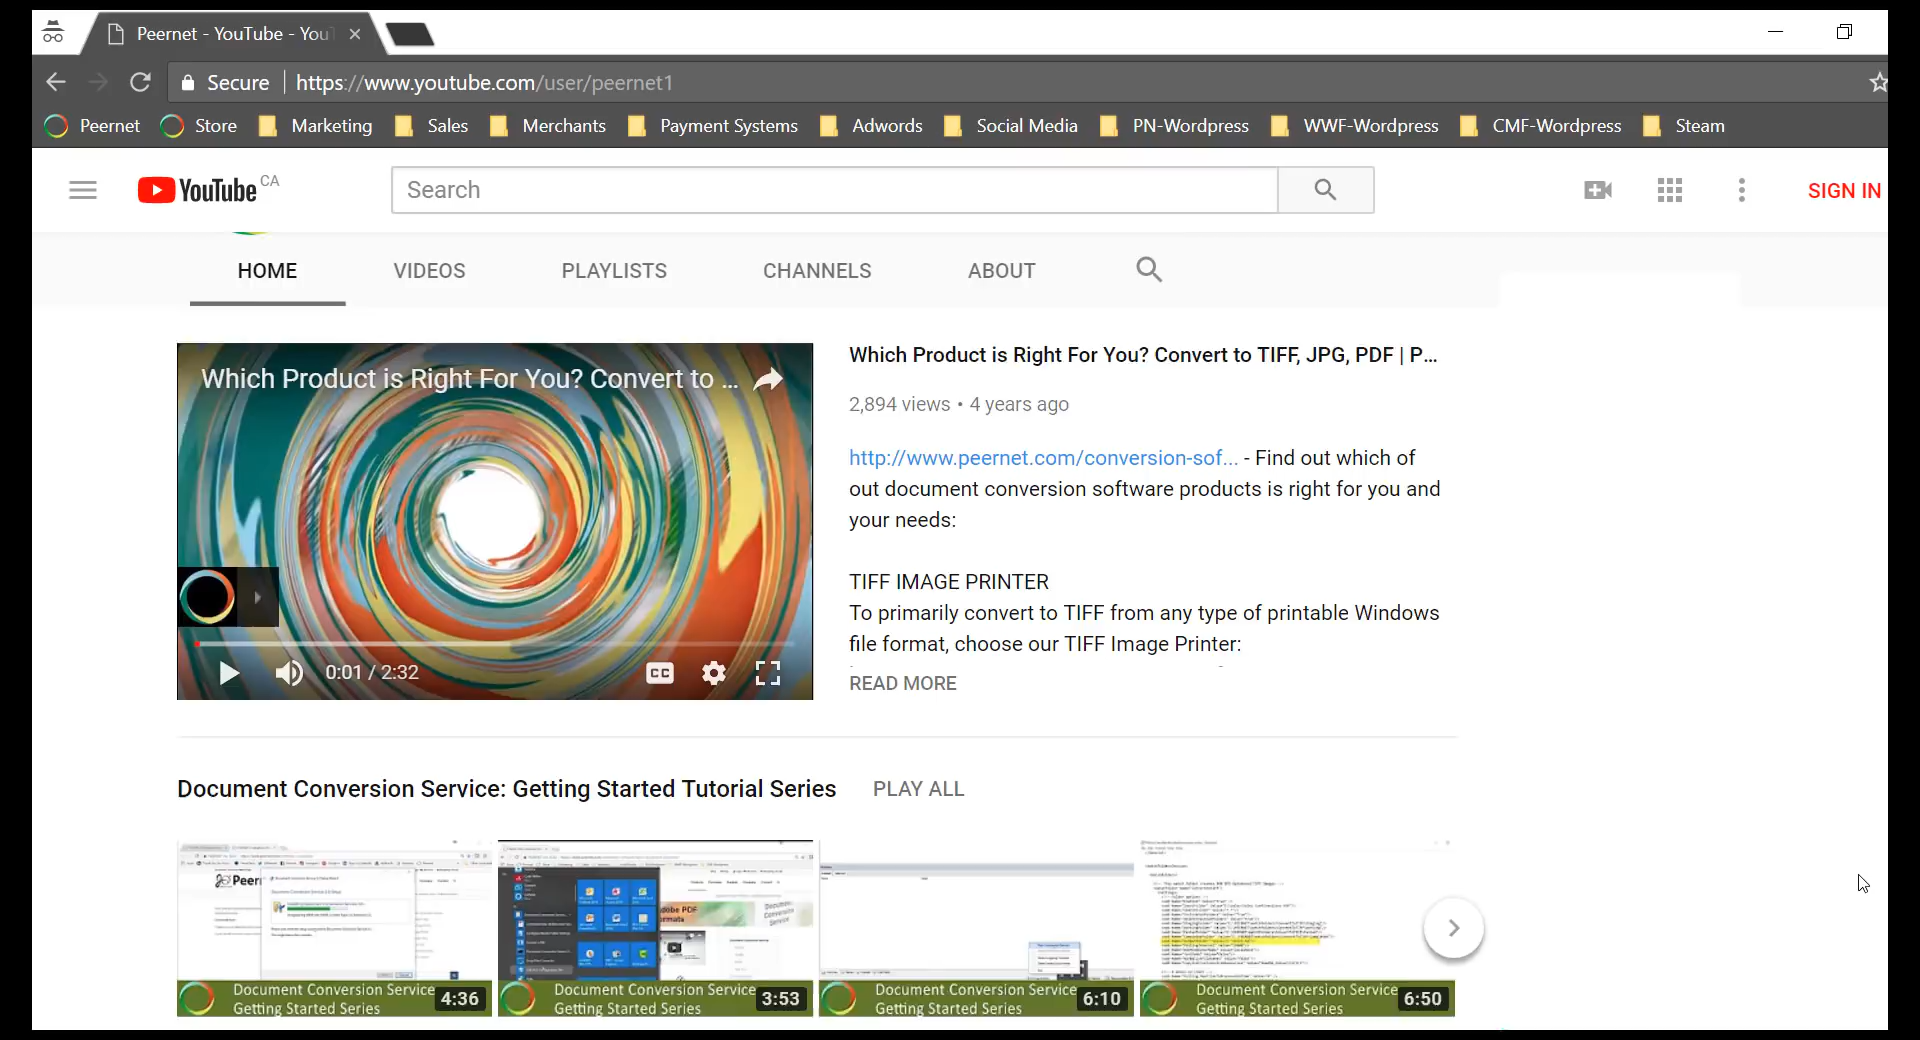 Peernet - YouTube - You
Secure https://www.youtube.com/user/peernet1
Peernet Store Marketing Sales Merchants Payment Systems Adwords Social Media PN-Wordpress WWF-Wordpress CMF-Wordpress Steam
YouTube CA Search SIGN IN
HOME VIDEOS PLAYLISTS CHANNELS ABOUT
Which Product is Right For You? Convert to ...
0:01 / 2:32
CC
Which Product is Right For You? Convert to TIFF, JPG, PDF | P...
2,894 views • 4 years ago
http://www.peernet.com/conversion-sof... - Find out which of
out document conversion software products is right for you and
your needs:
TIFF IMAGE PRINTER
To primarily convert to TIFF from any type of printable Windows
file format, choose our TIFF Image Printer:
READ MORE
Document Conversion Service: Getting Started Tutorial Series PLAY ALL
Document Conversion Service
Getting Started Series
4:36
Document Conversion Service
Getting Started Series
3:53
Document Conversion Service
Getting Started Series
6:10
Document Conversion Service
Getting Started Series
6:50